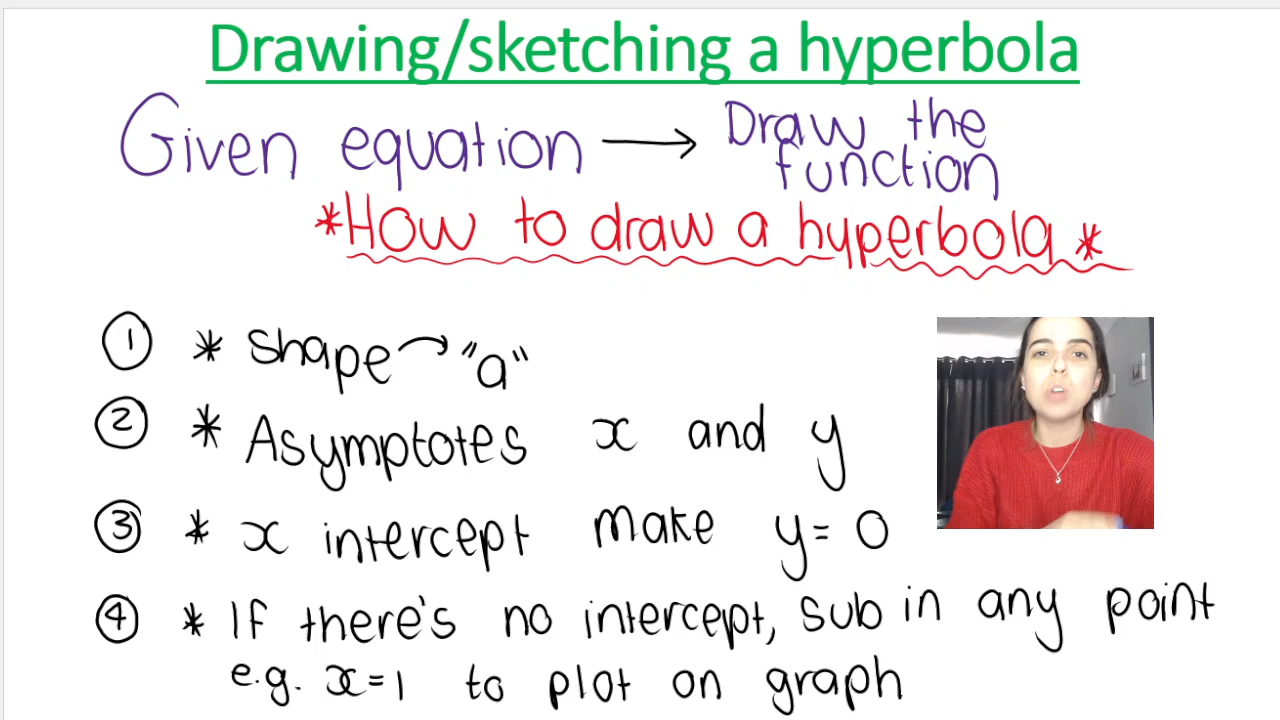 Drawing/sketching a hyperbola
Given equation → Draw the function
*How to draw a hyperbola*
① * Shape → "a"
② * Asymptotes x and y
③ * x intercept make y = 0
④ * If there's no intercept, sub in any point
e.g. x=1 to plot on graph